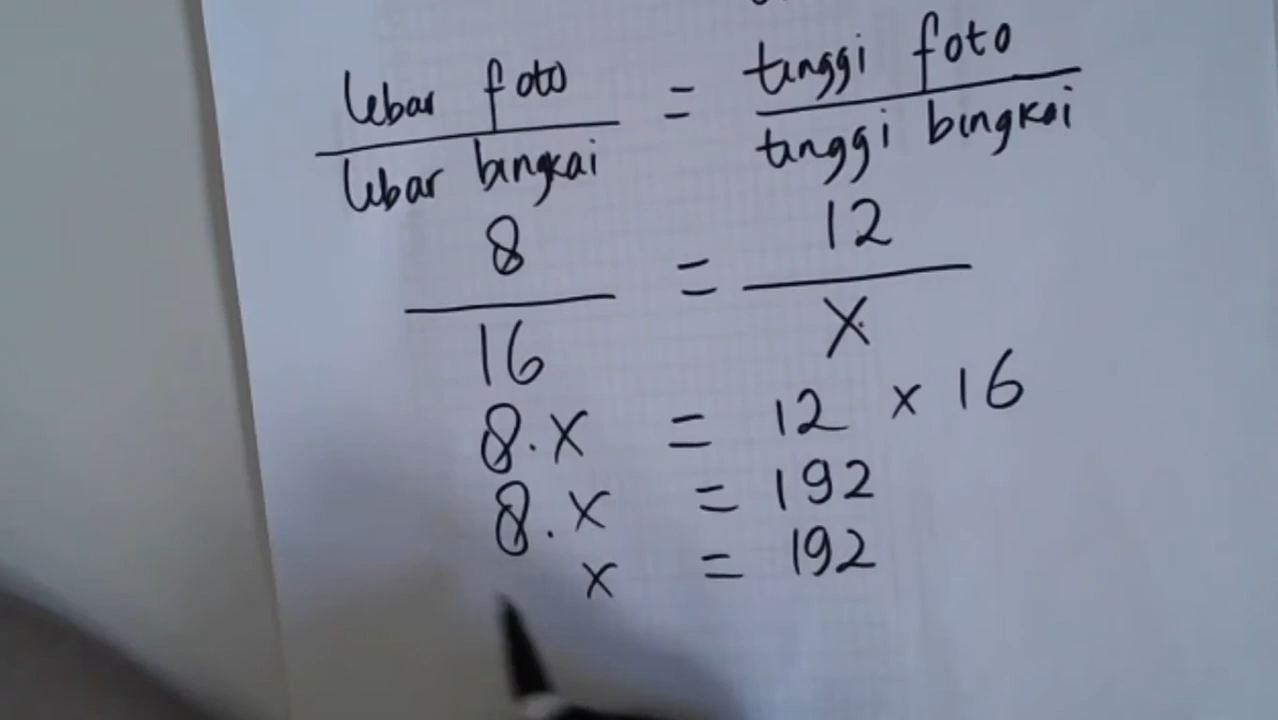 lebar foto = tinggi foto
lebar bingkai tinggi bingkai
8 = 12
16 x
8.x = 12 x 16
8.x = 192
x = 192